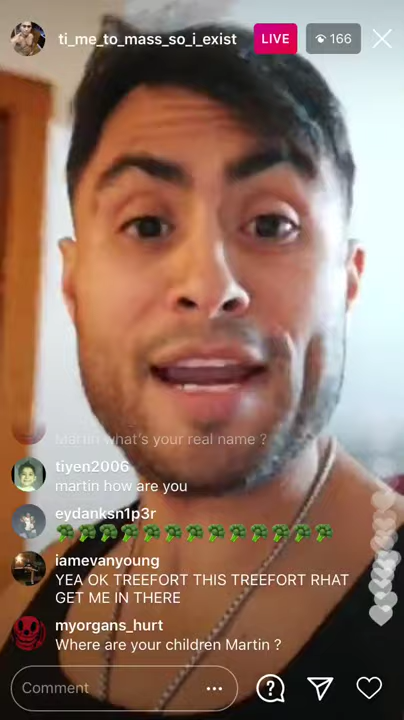 ti_me_to_mass_so_i_exist
LIVE
166
Martin what's your real name ?
tiyen2006
martin how are you
eydanksn1p3r
🥦🥦🥦🥦🥦🥦🥦🥦🥦🥦🥦🥦
iamevanyoung
YEA OK TREEFORT THIS TREEFORT RHAT
GET ME IN THERE
myorgans_hurt
Where are your children Martin ?
Comment